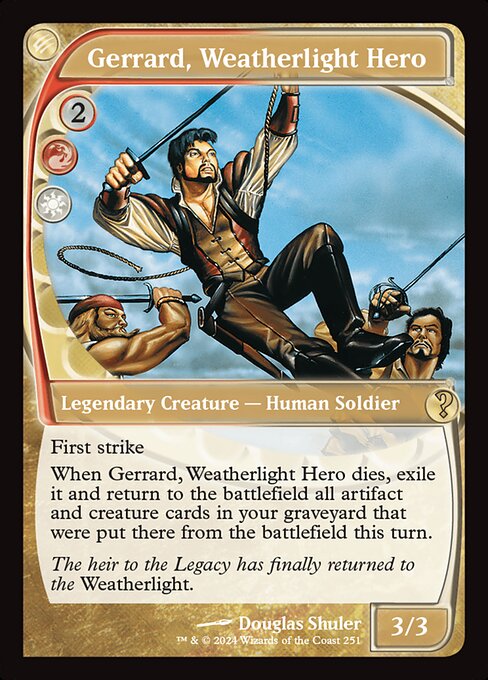 Gerrard, Weatherlight Hero
2
Legendary Creature — Human Soldier
First strike
When Gerrard, Weatherlight Hero dies, exile
it and return to the battlefield all artifact
and creature cards in your graveyard that
were put there from the battlefield this turn.
The heir to the Legacy has finally returned to
the Weatherlight.
Douglas Shuler
™ & © 2024 Wizards of the Coast 251
3/3